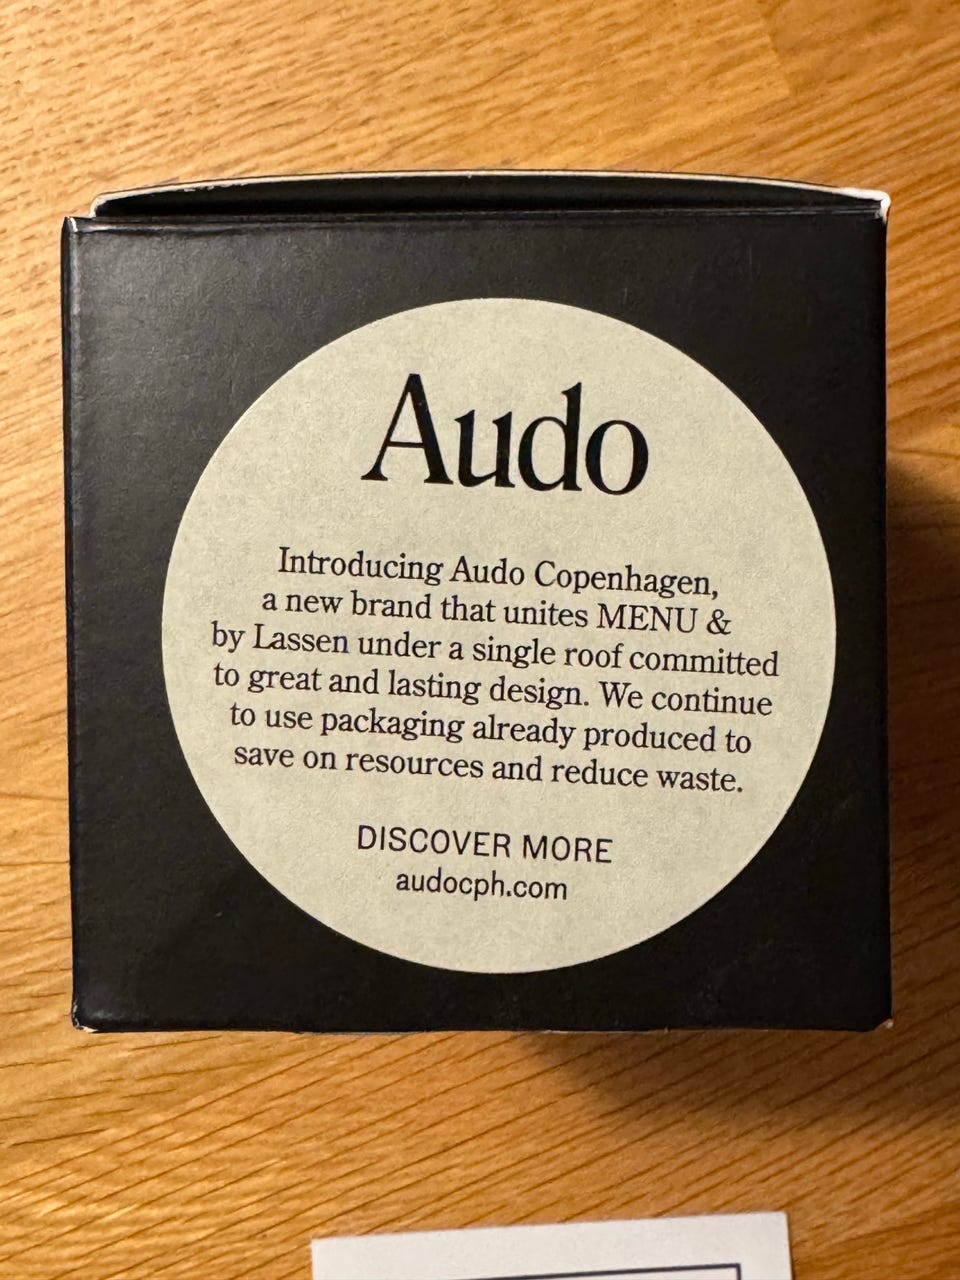 Audo
Introducing Audo Copenhagen,
a new brand that unites MENU &
by Lassen under a single roof committed
to great and lasting design. We continue
to use packaging already produced to
save on resources and reduce waste.
DISCOVER MORE
audocph.com